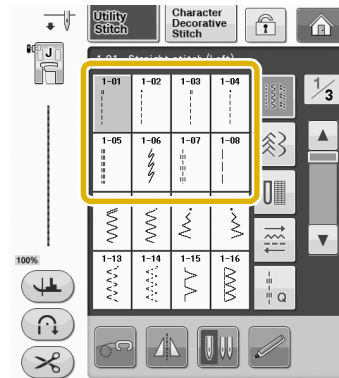 Utility
Stitch
Character
Decorative
Stitch
J
1-01 Straight stitch (Left)
1-01 1-02 1-03 1-04
1/3
1-05 1-06 1-07 1-08
1-13 1-14 1-15 1-16
100%
Q